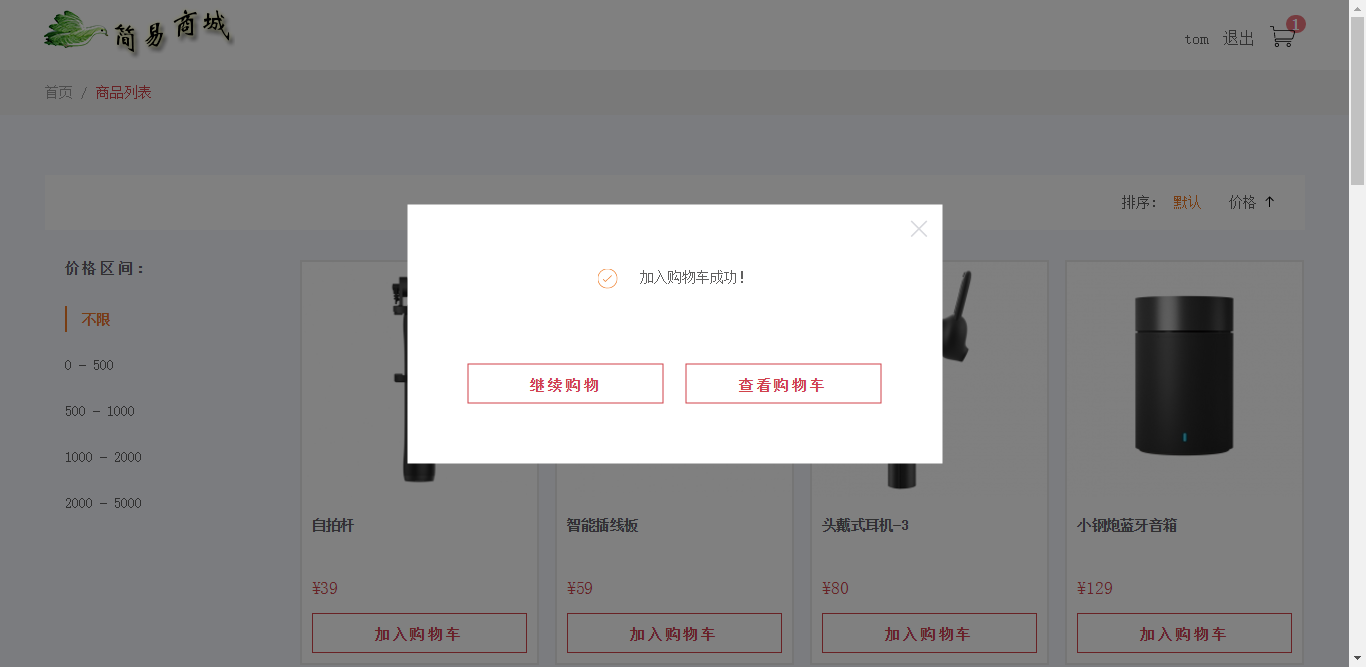 简易商城
tom 退出 1
首页 / 商品列表
排序: 默认 价格 ↑
价格区间:
不限
0 - 500
500 - 1000
1000 - 2000
2000 - 5000
加入购物车成功!
继续购物 查看购物车
自拍杆 智能插线板 头戴式耳机-3 小钢炮蓝牙音箱
¥39 ¥59 ¥80 ¥129
加入购物车 加入购物车 加入购物车 加入购物车